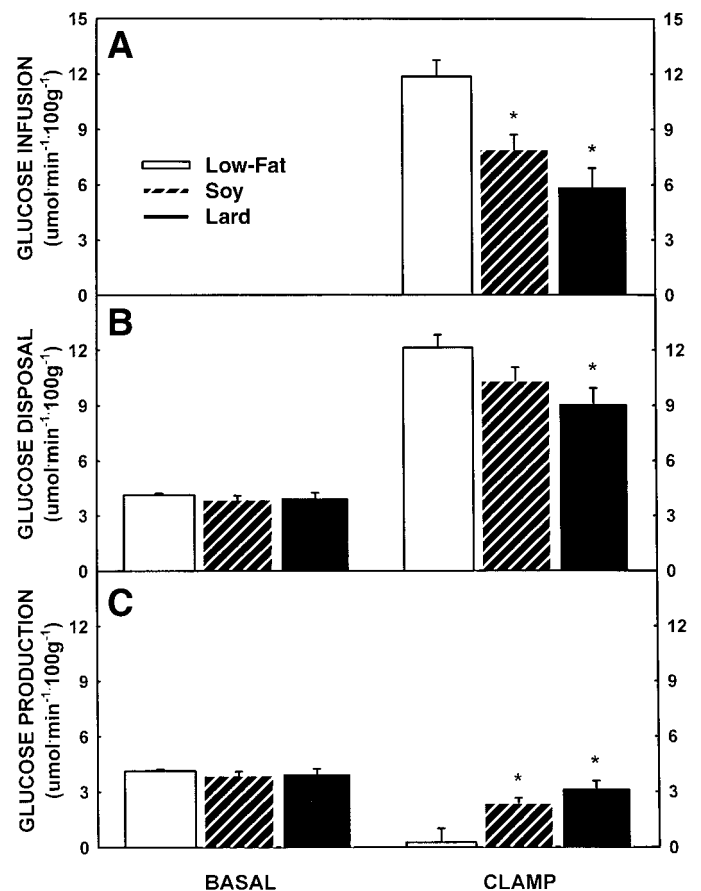 A
GLUCOSE INFUSION
(umol·min-1·100g-1)
15
12
9
6
3
0
15
12
9
6
3
0
Low-Fat
Soy
Lard
*
*
B
GLUCOSE DISPOSAL
(umol·min-1·100g-1)
12
9
6
3
0
12
9
6
3
0
*
C
GLUCOSE PRODUCTION
(umol·min-1·100g-1)
12
9
6
3
0
12
9
6
3
0
*
*
BASAL CLAMP